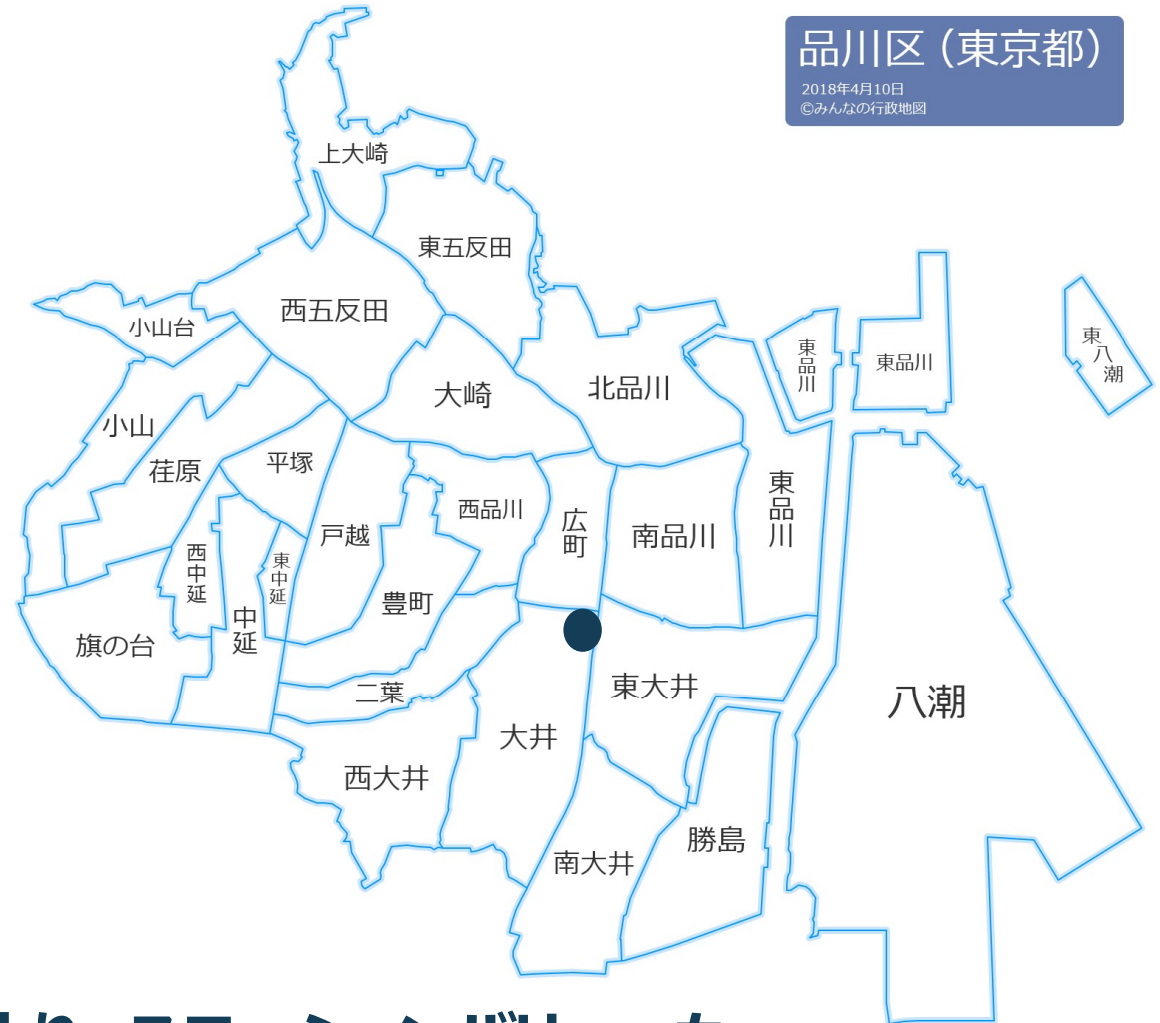 品川区（東京都）
2018年4月10日
©みんなの行政地図
上大崎
東五反田
西五反田
小山台
東品川
東品川
東八潮
大崎
北品川
小山
荏原
平塚
東品川
西品川
広町
南品川
戸越
西中延
東中延
豊町
中延
旗の台
二葉
東大井
八潮
大井
西大井
勝島
南大井